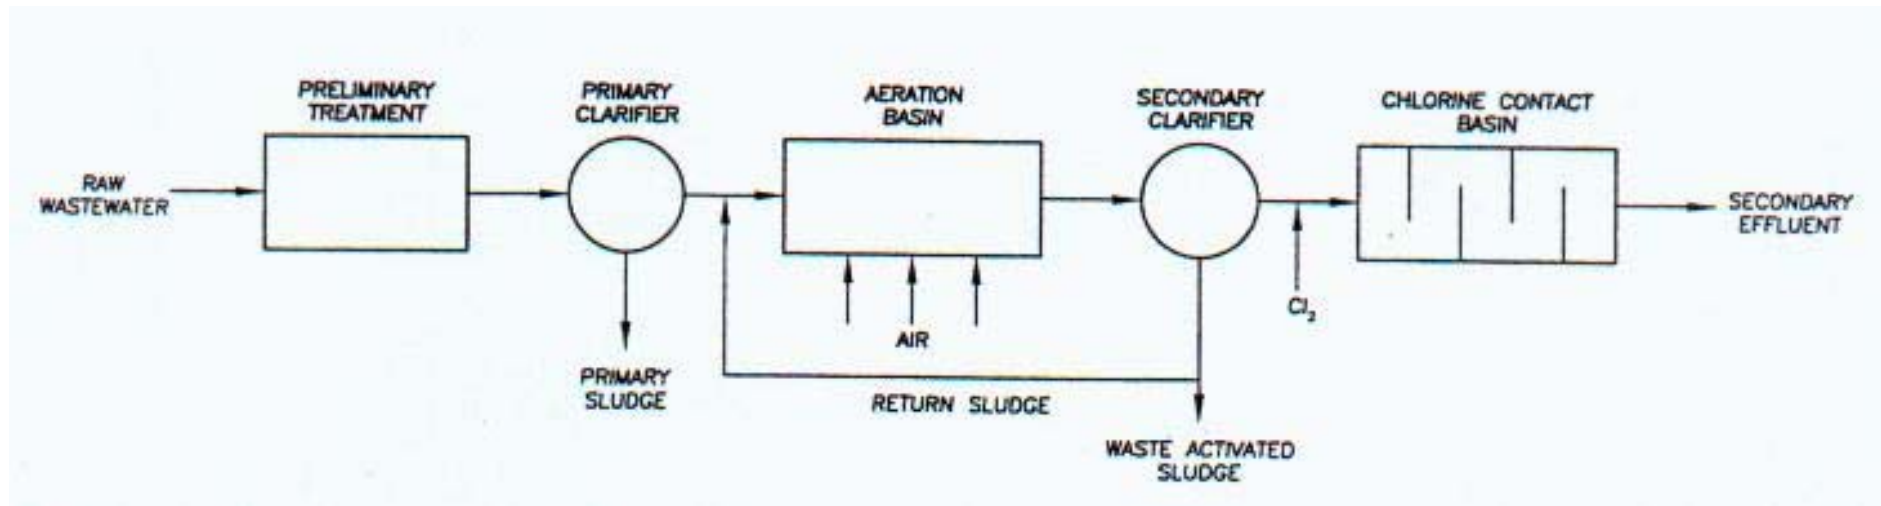 PRELIMINARY
TREATMENT
PRIMARY
CLARIFIER
AERATION
BASIN
SECONDARY
CLARIFIER
CHLORINE CONTACT
BASIN
RAW
WASTEWATER
SECONDARY
EFFLUENT
Cl₂
AIR
PRIMARY
SLUDGE
RETURN SLUDGE
WASTE ACTIVATED
SLUDGE